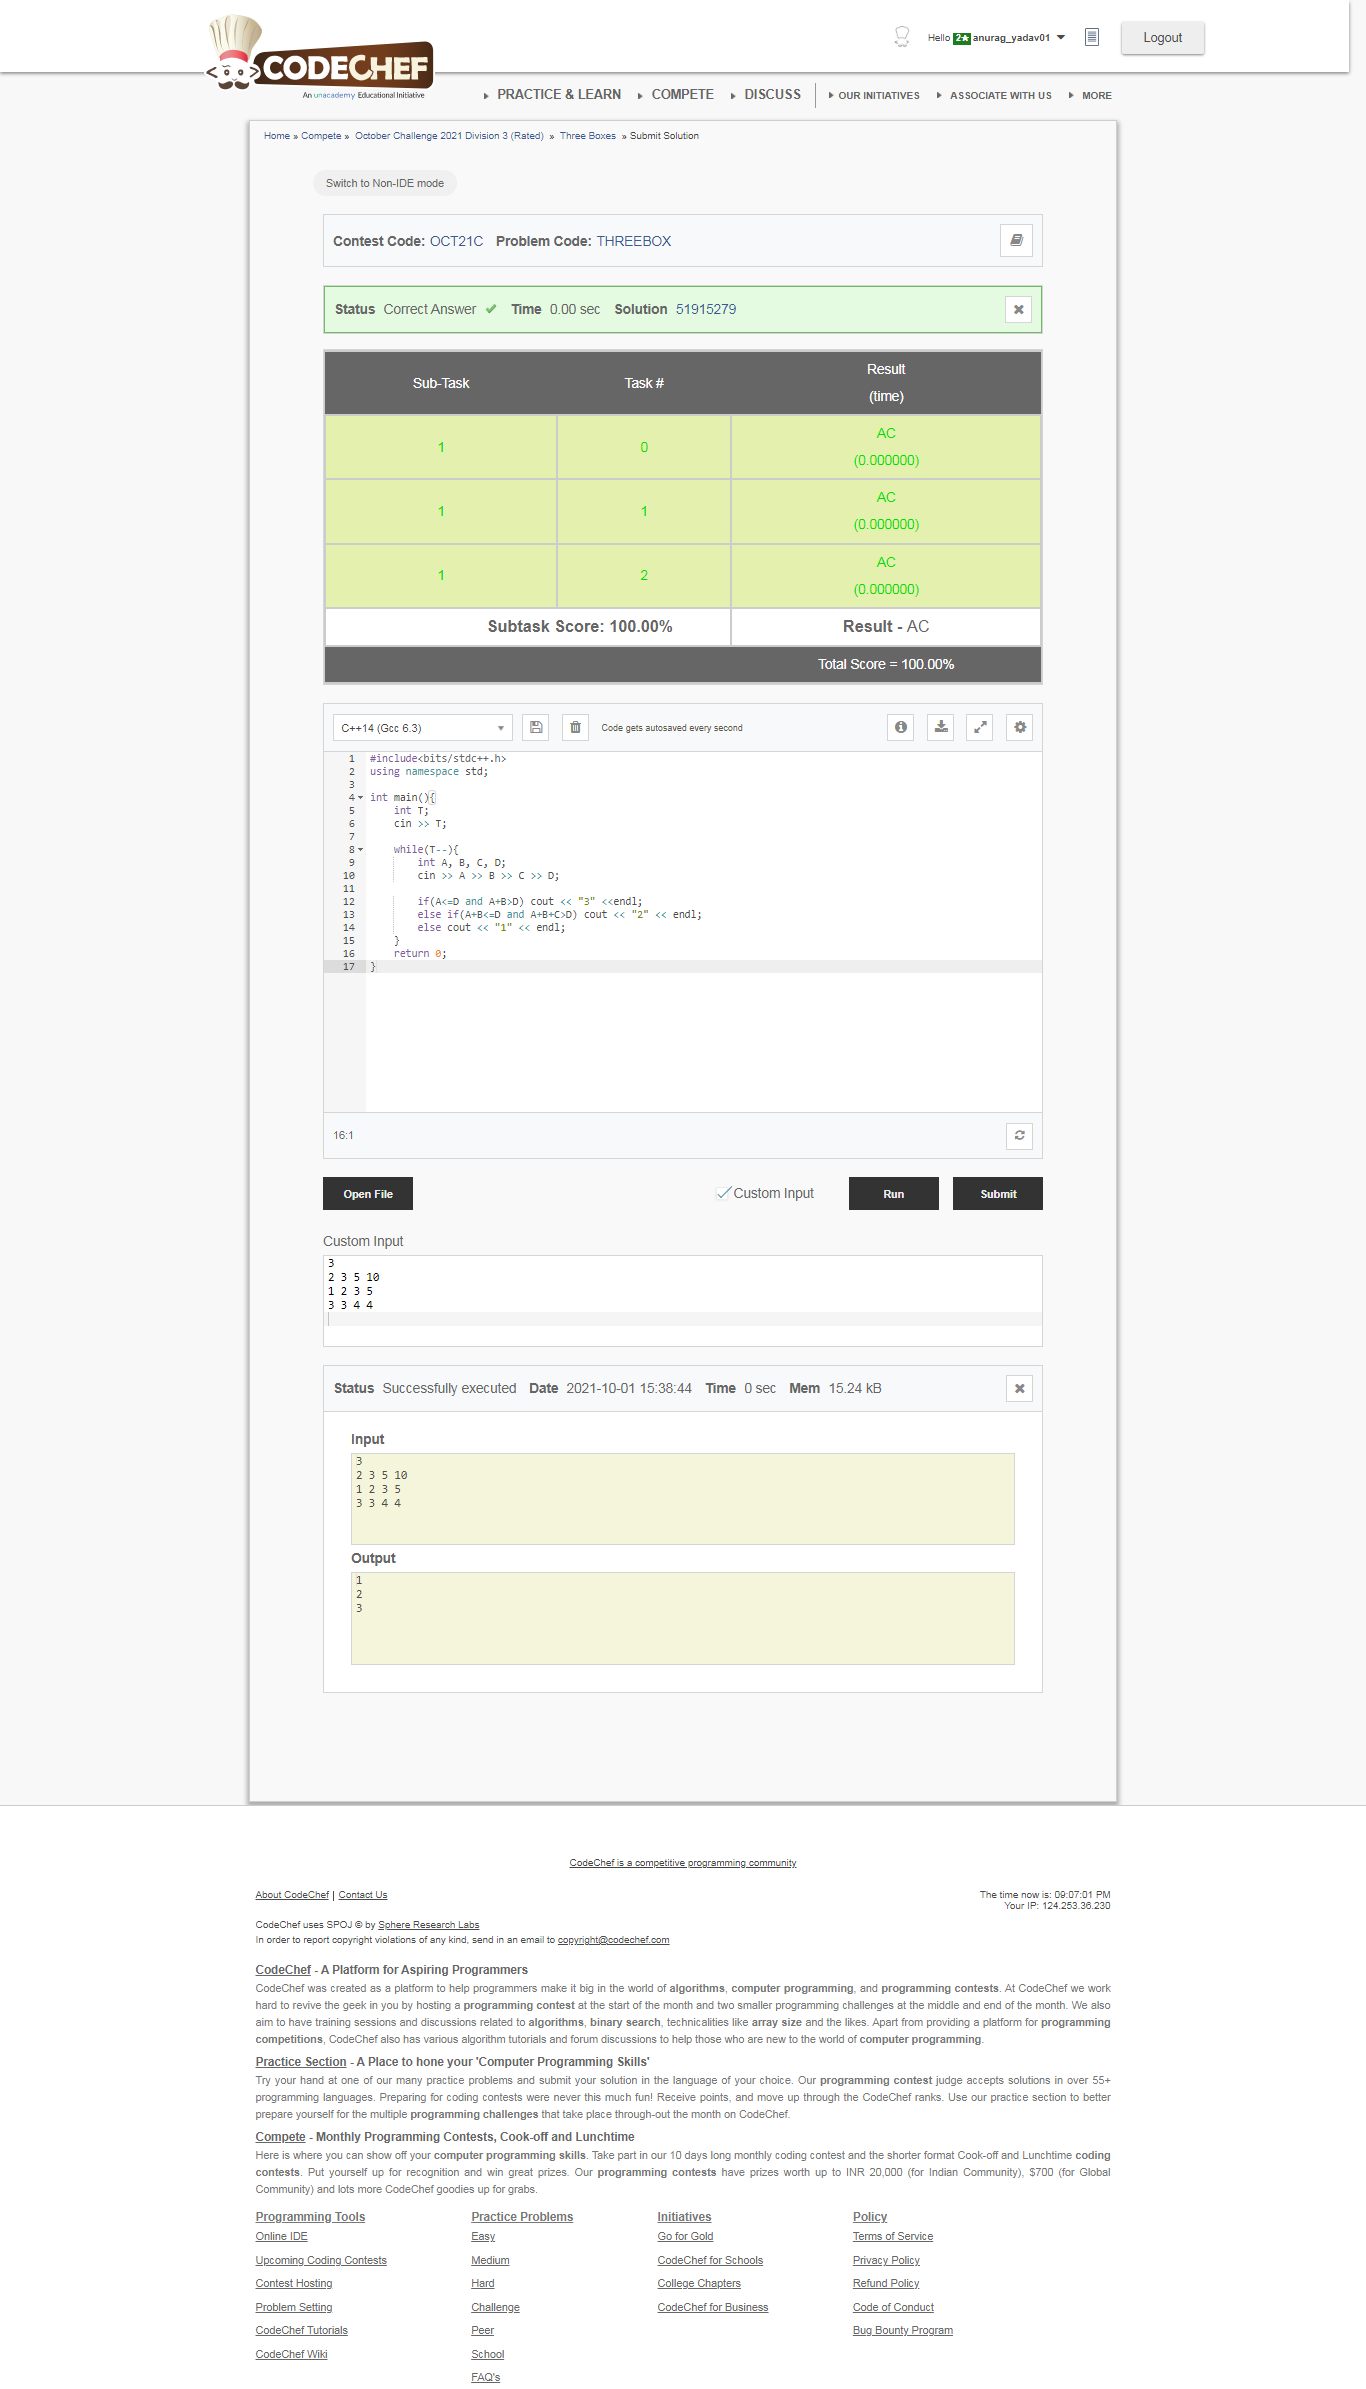 CODECHEF
An unacademy Educational Initiative
Hello 2★ anurag_yadav01
Logout
PRACTICE & LEARN COMPETE DISCUSS OUR INITIATIVES ASSOCIATE WITH US MORE
Home » Compete » October Challenge 2021 Division 3 (Rated) » Three Boxes » Submit Solution
Switch to Non-IDE mode
Contest Code: OCT21C Problem Code: THREEBOX
Status Correct Answer ✔ Time 0.00 sec Solution 51915279
Sub-Task Task # Result
(time)
1 0 AC
(0.000000)
1 1 AC
(0.000000)
1 2 AC
(0.000000)
Subtask Score: 100.00% Result - AC
Total Score = 100.00%
C++14 (Gcc 6.3) Code gets autosaved every second
1 #include<bits/stdc++.h>
2 using namespace std;
3
4 int main(){
5 int T;
6 cin >> T;
7
8 while(T--){
9 int A, B, C, D;
10 cin >> A >> B >> C >> D;
11
12 if(A<=D and A+B>D) cout << "3" <<endl;
13 else if(A+B<=D and A+B+C>D) cout << "2" << endl;
14 else cout << "1" << endl;
15 }
16 return 0;
17 }
16:1
Open File Custom Input Run Submit
Custom Input
3
2 3 5 10
1 2 3 5
3 3 4 4
Status Successfully executed Date 2021-10-01 15:38:44 Time 0 sec Mem 15.24 kB
Input
3
2 3 5 10
1 2 3 5
3 3 4 4
Output
1
2
3
CodeChef is a competitive programming community
About CodeChef | Contact Us
The time now is: 09:07:01 PM
Your IP: 124.253.36.230
CodeChef uses SPOJ © by Sphere Research Labs
In order to report copyright violations of any kind, send in an email to copyright@codechef.com
CodeChef - A Platform for Aspiring Programmers
CodeChef was created as a platform to help programmers make it big in the world of algorithms, computer programming, and programming contests. At CodeChef we work
hard to revive the geek in you by hosting a programming contest at the start of the month and two smaller programming challenges at the middle and end of the month. We also
aim to have training sessions and discussions related to algorithms, binary search, technicalities like array size and the likes. Apart from providing a platform for programming
competitions, CodeChef also has various algorithm tutorials and forum discussions to help those who are new to the world of computer programming.
Practice Section - A Place to hone your 'Computer Programming Skills'
Try your hand at one of our many practice problems and submit your solution in the language of your choice. Our programming contest judge accepts solutions in over 55+
programming languages. Preparing for coding contests were never this much fun! Receive points, and move up through the CodeChef ranks. Use our practice section to better
prepare yourself for the multiple programming challenges that take place through-out the month on CodeChef.
Compete - Monthly Programming Contests, Cook-off and Lunchtime
Here is where you can show off your computer programming skills. Take part in our 10 days long monthly coding contest and the shorter format Cook-off and Lunchtime coding
contests. Put yourself up for recognition and win great prizes. Our programming contests have prizes worth up to INR 20,000 (for Indian Community), $700 (for Global
Community) and lots more CodeChef goodies up for grabs.
Programming Tools Practice Problems Initiatives Policy
Online IDE Easy Go for Gold Terms of Service
Upcoming Coding Contests Medium CodeChef for Schools Privacy Policy
Contest Hosting Hard College Chapters Refund Policy
Problem Setting Challenge CodeChef for Business Code of Conduct
CodeChef Tutorials Peer Bug Bounty Program
CodeChef Wiki School
FAQ's